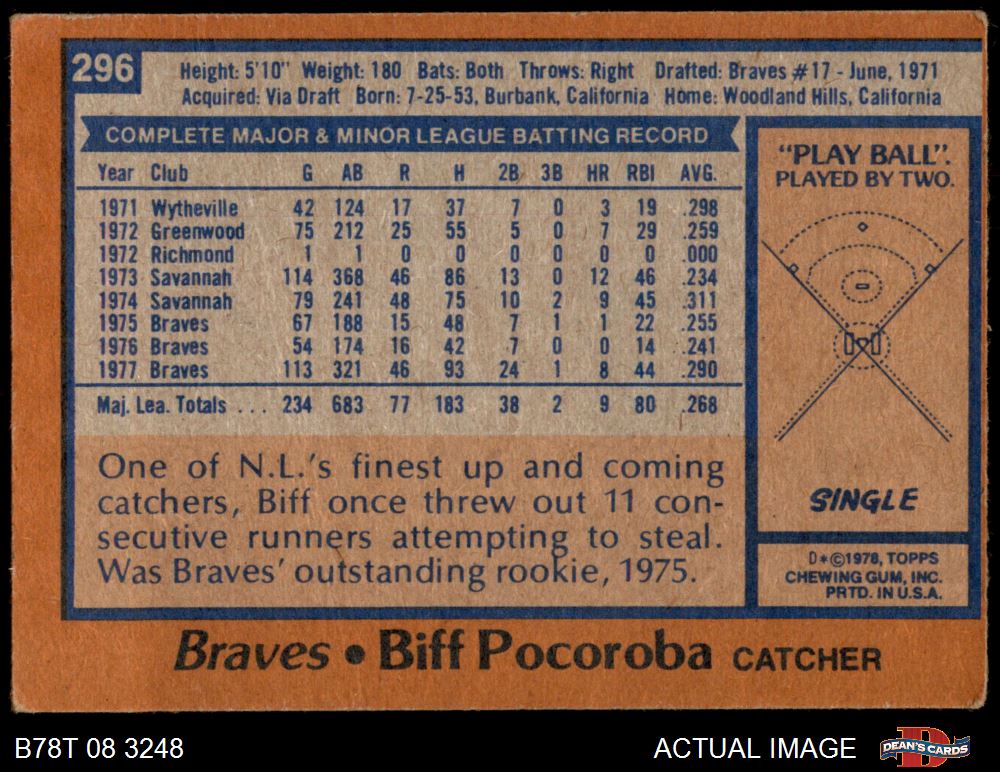 296
Height: 5'10" Weight: 180 Bats: Both Throws: Right Drafted: Braves #17 - June, 1971
Acquired: Via Draft Born: 7-25-53, Burbank, California Home: Woodland Hills, California
COMPLETE MAJOR & MINOR LEAGUE BATTING RECORD
Year Club G AB R H 2B 3B HR RBI AVG.
1971 Wytheville 42 124 17 37 7 0 3 19 .298
1972 Greenwood 75 212 25 55 5 0 7 29 .259
1972 Richmond 1 1 0 0 0 0 0 0 .000
1973 Savannah 114 368 46 86 13 0 12 46 .234
1974 Savannah 79 241 48 75 10 2 9 45 .311
1975 Braves 67 188 15 48 7 1 1 22 .255
1976 Braves 54 174 16 42 7 0 0 14 .241
1977 Braves 113 321 46 93 24 1 8 44 .290
Maj. Lea. Totals . . . 234 683 77 183 38 2 9 80 .268
One of N.L.'s finest up and coming
catchers, Biff once threw out 11 con-
secutive runners attempting to steal.
Was Braves' outstanding rookie, 1975.
"PLAY BALL".
PLAYED BY TWO.
SINGLE
D*©1978, TOPPS
CHEWING GUM, INC.
PRTD. IN U.S.A.
Braves • Biff Pocoroba CATCHER
B78T 08 3248
ACTUAL IMAGE
D
DEAN'S CARDS